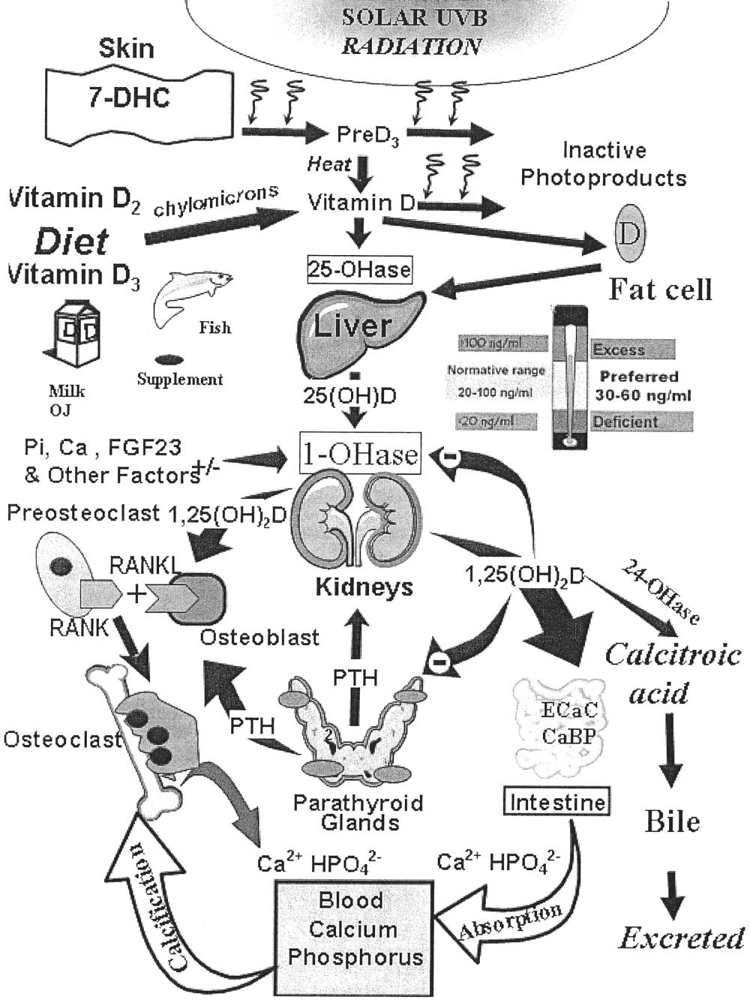 SOLAR UVB
RADIATION
Skin
7-DHC
PreD3
Heat
Inactive
Photoproducts
Vitamin D2
chylomicrons
Vitamin D
Diet
D
Vitamin D3
25-OHase
Fat cell
Liver
Fish
D D
Supplement
Milk
OJ
25(OH)D
>100 ng/ml
Excess
Normative range
20-100 ng/ml
Preferred
30-60 ng/ml
<20 ng/ml
Deficient
Pi, Ca , FGF23
& Other Factors
+/-
1-OHase
-
Preosteoclast
1,25(OH)2D
RANKL
+
RANK
Osteoblast
Kidneys
1,25(OH)2D
24-OHase
-
Calcitroic
acid
PTH
PTH
2
ECaC
CaBP
Osteoclast
Parathyroid
Glands
Intestine
Bile
Ca2+ HPO42-
Ca2+ HPO42-
Calcification
Blood
Calcium
Phosphorus
Absorption
Excreted